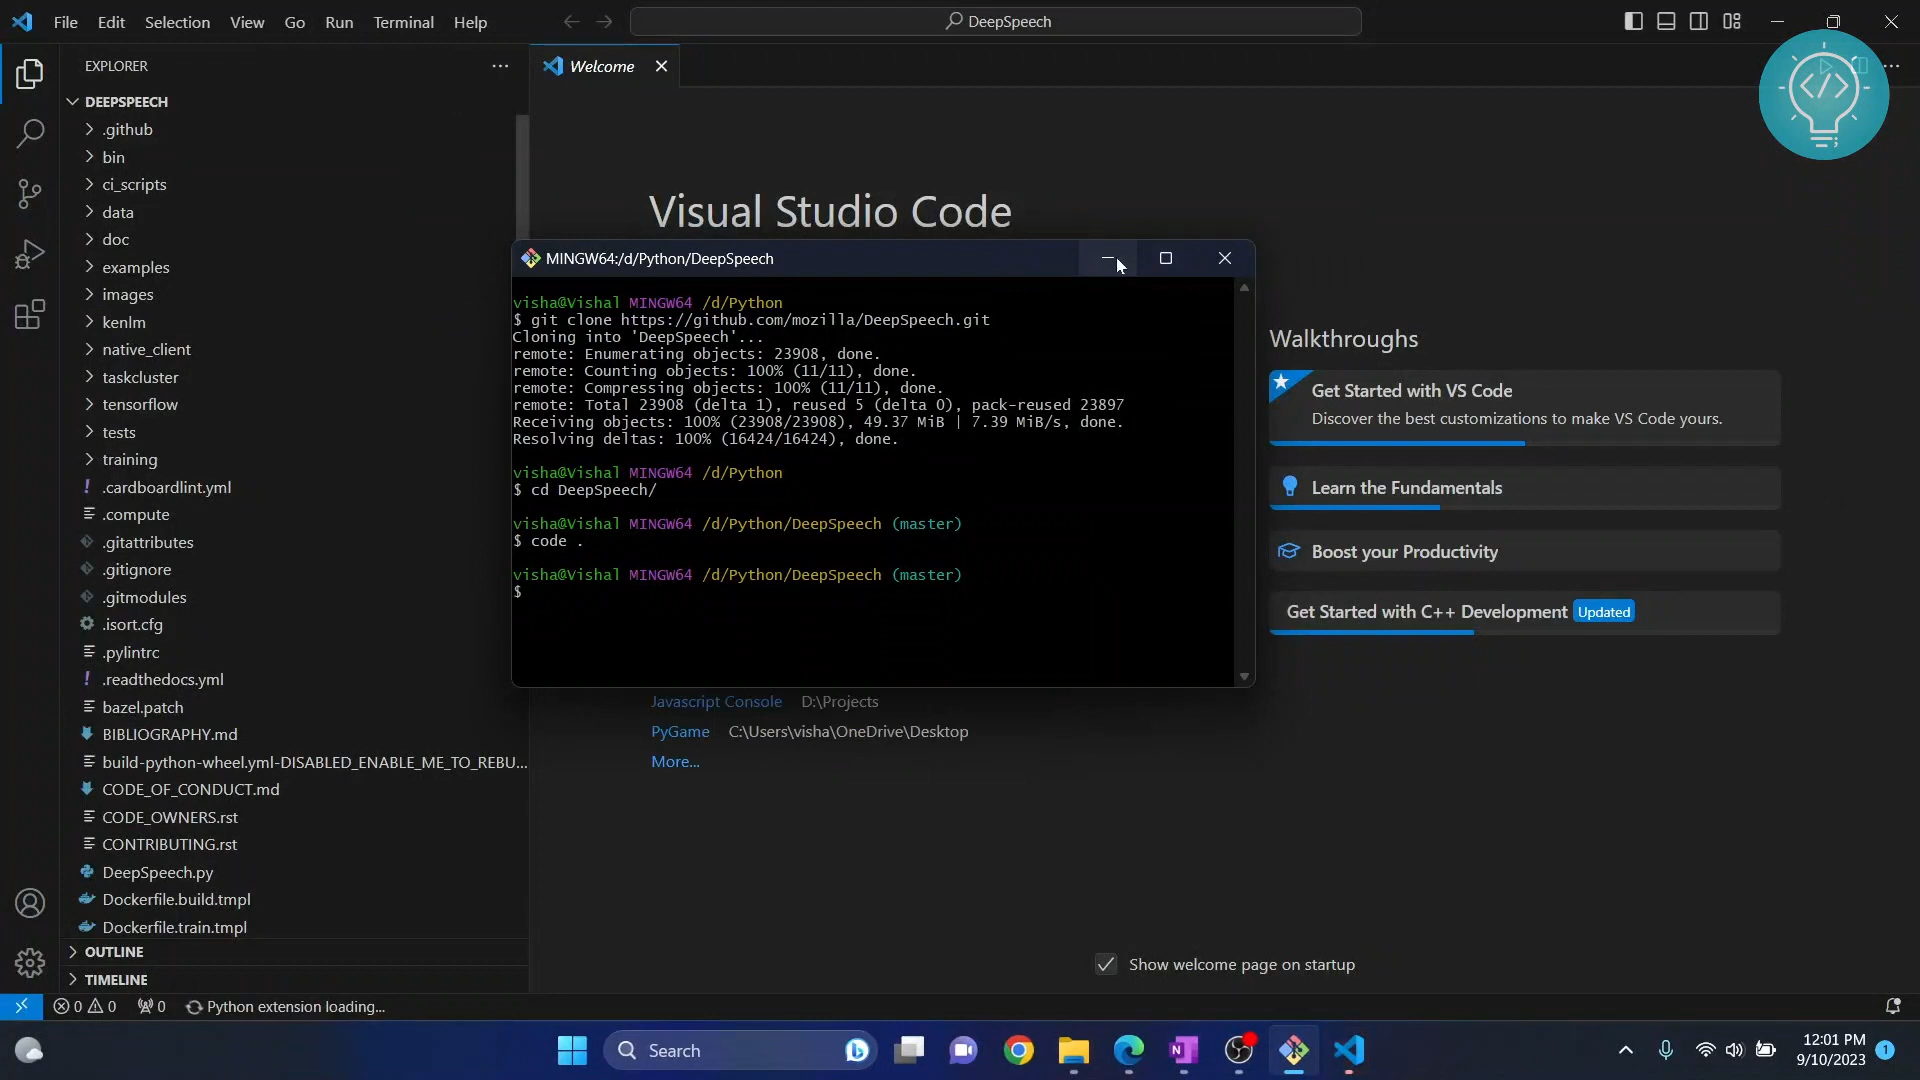 File Edit Selection View Go Run Terminal Help
DeepSpeech
EXPLORER
Welcome
DEEPSPEECH
.github
bin
ci_scripts
data
doc
examples
images
kenlm
native_client
taskcluster
tensorflow
tests
training
.cardboardlint.yml
.compute
.gitattributes
.gitignore
.gitmodules
.isort.cfg
.pylintrc
.readthedocs.yml
bazel.patch
BIBLIOGRAPHY.md
build-python-wheel.yml-DISABLED_ENABLE_ME_TO_REBU...
CODE_OF_CONDUCT.md
CODE_OWNERS.rst
CONTRIBUTING.rst
DeepSpeech.py
Dockerfile.build.tmpl
Dockerfile.train.tmpl
OUTLINE
TIMELINE
Visual Studio Code
MINGW64:/d/Python/DeepSpeech
visha@Vishal MINGW64 /d/Python
$ git clone https://github.com/mozilla/DeepSpeech.git
Cloning into 'DeepSpeech'...
remote: Enumerating objects: 23908, done.
remote: Counting objects: 100% (11/11), done.
remote: Compressing objects: 100% (11/11), done.
remote: Total 23908 (delta 1), reused 5 (delta 0), pack-reused 23897
Receiving objects: 100% (23908/23908), 49.37 MiB | 7.39 MiB/s, done.
Resolving deltas: 100% (16424/16424), done.
visha@Vishal MINGW64 /d/Python
$ cd DeepSpeech/
visha@Vishal MINGW64 /d/Python/DeepSpeech (master)
$ code .
visha@Vishal MINGW64 /d/Python/DeepSpeech (master)
$
Javascript Console D:\Projects
PyGame C:\Users\visha\OneDrive\Desktop
More...
Walkthroughs
Get Started with VS Code
Discover the best customizations to make VS Code yours.
Learn the Fundamentals
Boost your Productivity
Get Started with C++ Development Updated
Show welcome page on startup
</> ;
0 0 0 Python extension loading...
Search
12:01 PM
9/10/2023
1